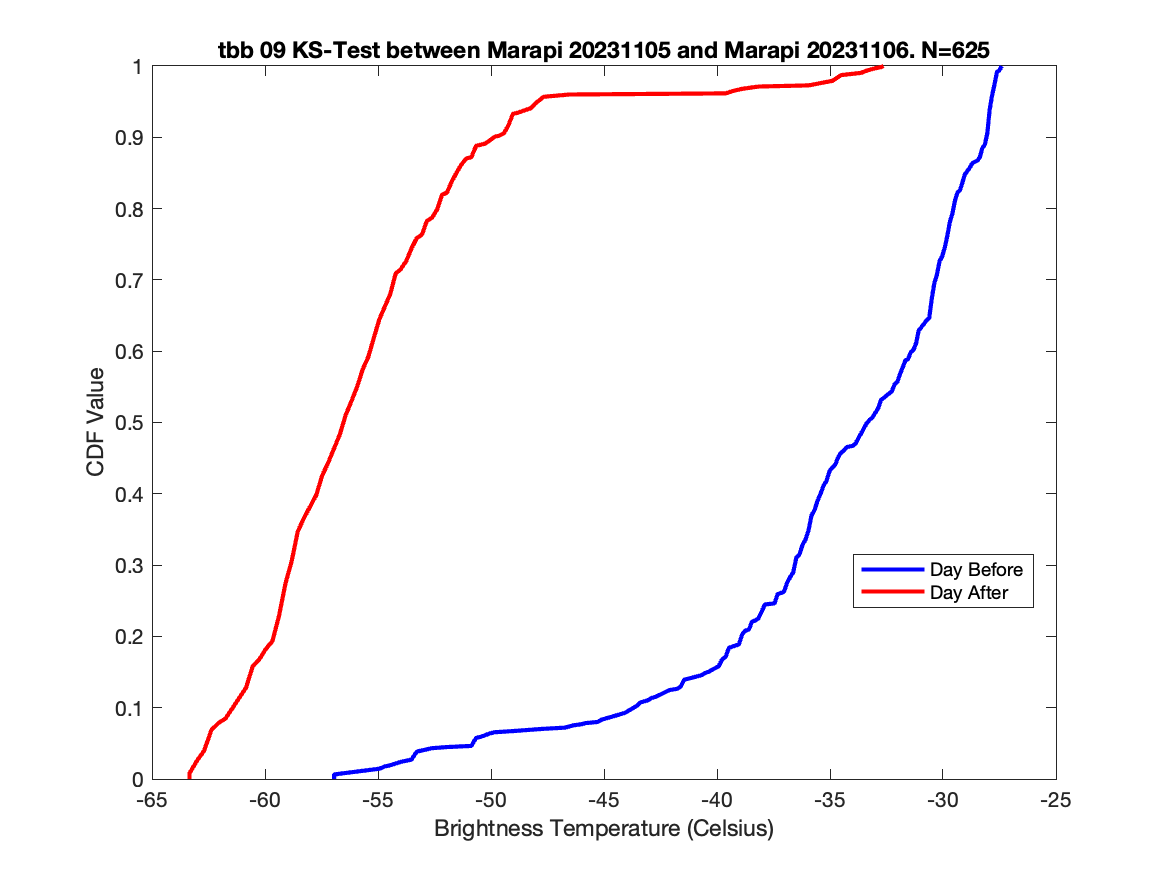 tbb 09 KS-Test between Marapi 20231105 and Marapi 20231106. N=625
1
0.9
0.8
0.7
0.6
0.5
0.4
0.3
0.2
0.1
0
CDF Value
Day Before
Day After
-65 -60 -55 -50 -45 -40 -35 -30 -25
Brightness Temperature (Celsius)